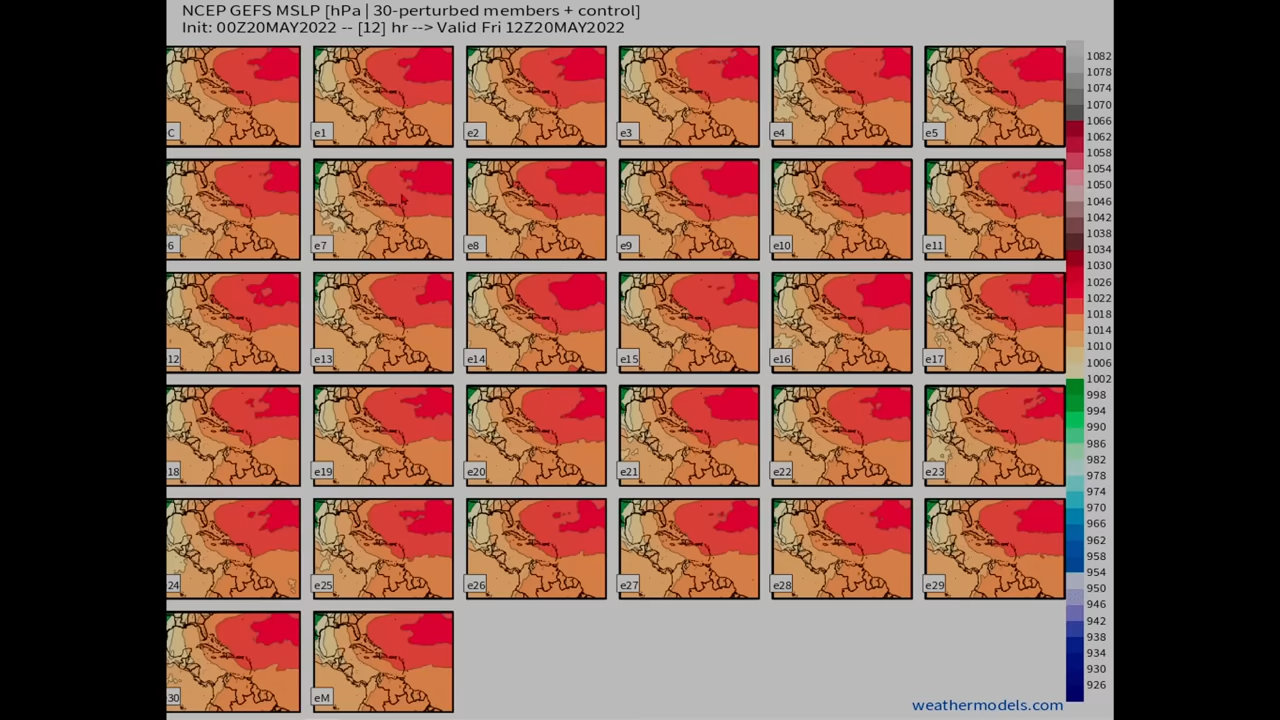 NCEP GEFS MSLP [hPa | 30-perturbed members + control]
Init: 00Z20MAY2022 -- [12] hr --> Valid Fri 12Z20MAY2022
C
e1
e2
e3
e4
e5
6
e7
e8
e9
e10
e11
12
e13
e14
e15
e16
e17
18
e19
e20
e21
e22
e23
24
e25
e26
e27
e28
e29
30
eM
1082
1078
1074
1070
1066
1062
1058
1054
1050
1046
1042
1038
1034
1030
1026
1022
1018
1014
1010
1006
1002
998
994
990
986
982
978
974
970
966
962
958
954
950
946
942
938
934
930
926
weathermodels.com